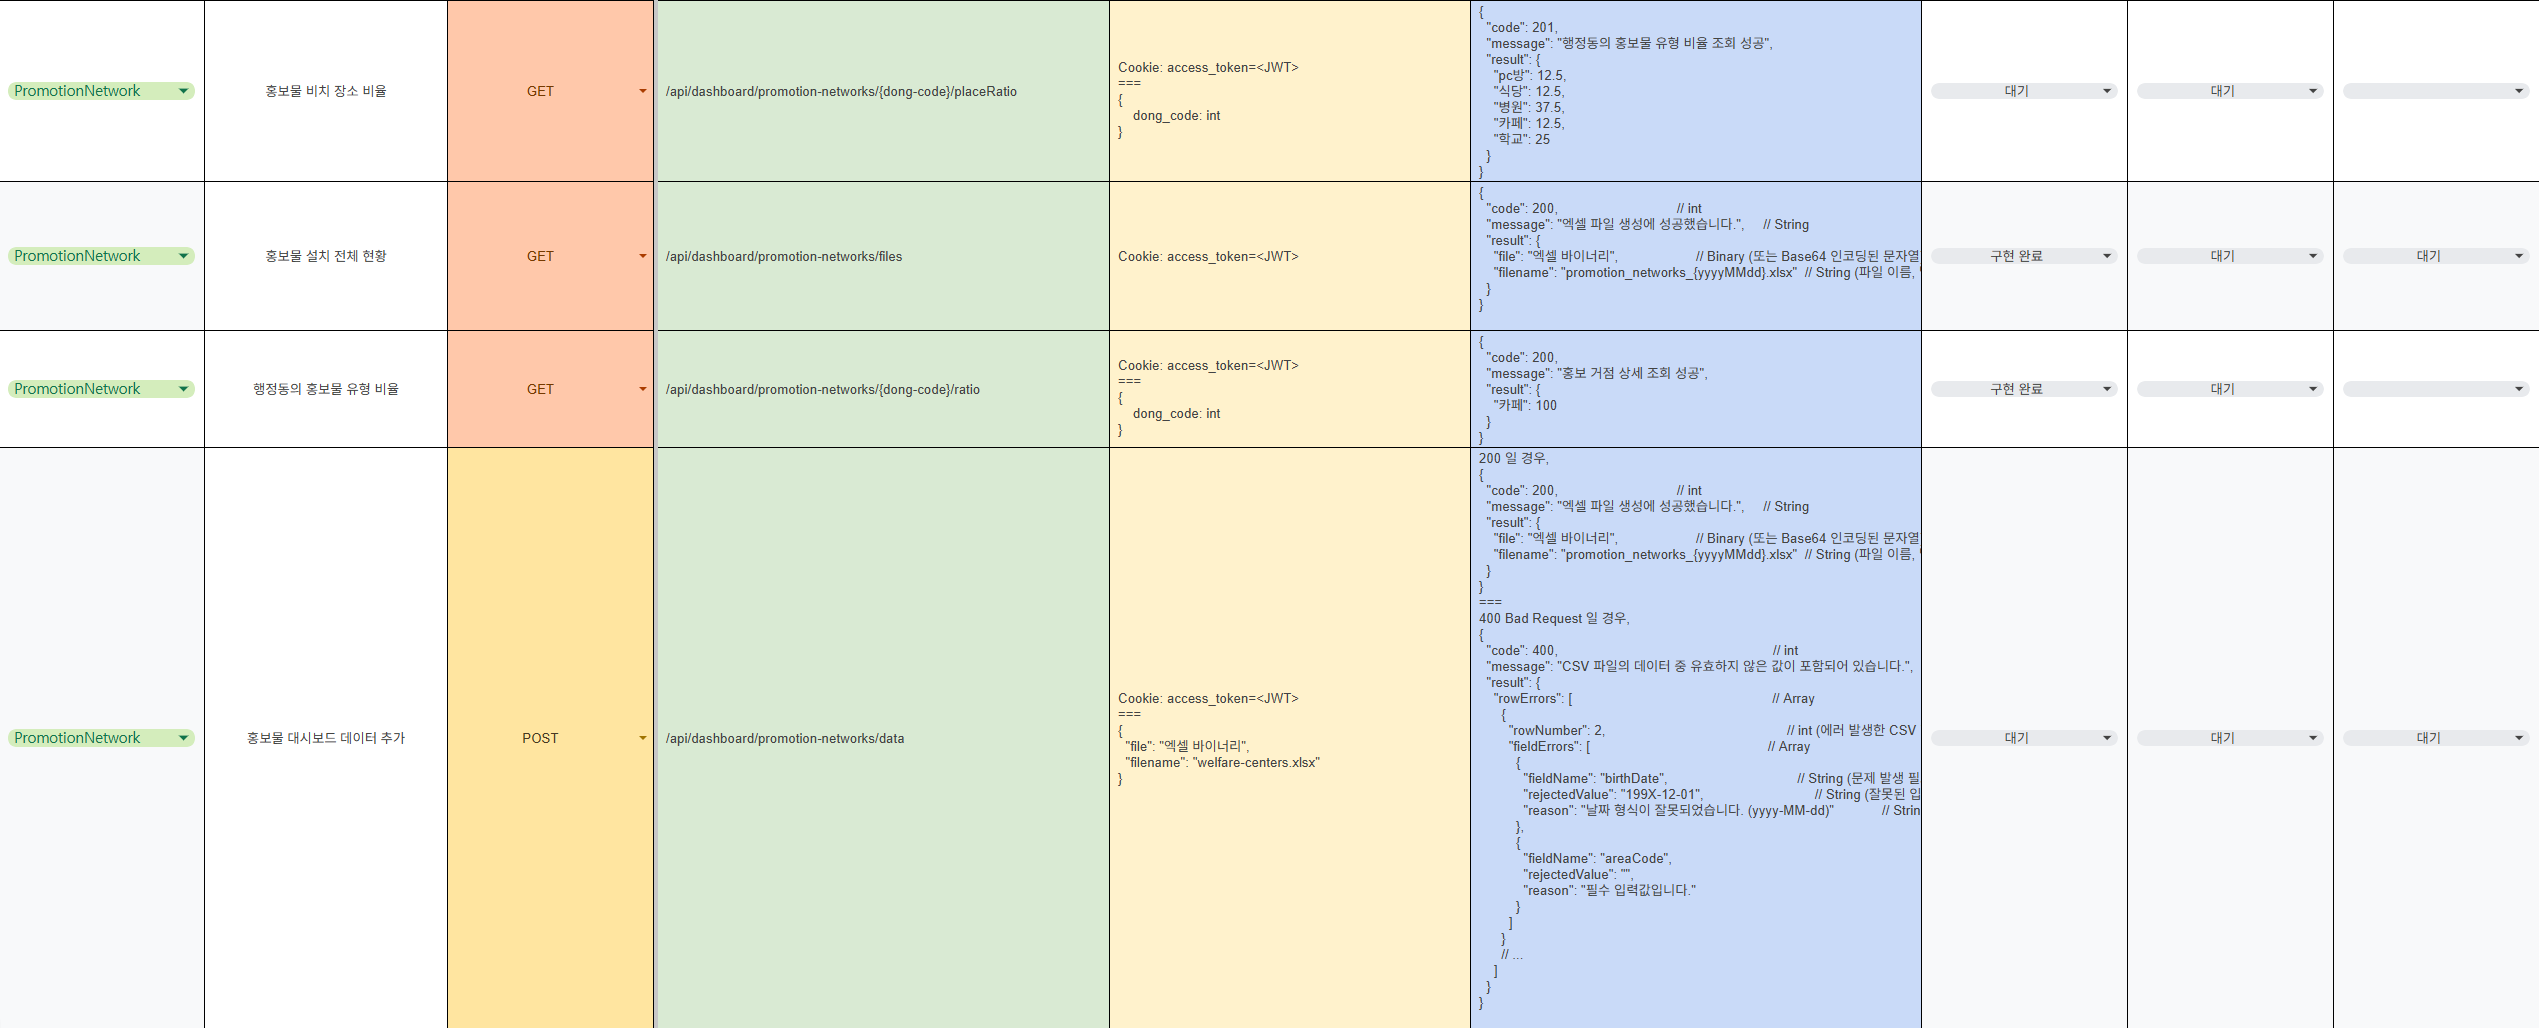 PromotionNetwork
홍보물 비치 장소 비율
GET
/api/dashboard/promotion-networks/{dong-code}/placeRatio
Cookie: access_token=<JWT>
===
{
dong_code: int
}
{
"code": 201,
"message": "행정동의 홍보물 유형 비율 조회 성공",
"result": {
"pc방": 12.5,
"식당": 12.5,
"병원": 37.5,
"카페": 12.5,
"학교": 25
}
}
대기
대기
PromotionNetwork
홍보물 설치 전체 현황
GET
/api/dashboard/promotion-networks/files
Cookie: access_token=<JWT>
{
"code": 200, // int
"message": "엑셀 파일 생성에 성공했습니다.", // String
"result": {
"file": "엑셀 바이너리", // Binary (또는 Base64 인코딩된 문자열
"filename": "promotion_networks_{yyyyMMdd}.xlsx" // String (파일 이름,
}
}
구현 완료
대기
대기
PromotionNetwork
행정동의 홍보물 유형 비율
GET
/api/dashboard/promotion-networks/{dong-code}/ratio
Cookie: access_token=<JWT>
===
{
dong_code: int
}
{
"code": 200,
"message": "홍보 거점 상세 조회 성공",
"result": {
"카페": 100
}
}
구현 완료
대기
PromotionNetwork
홍보물 대시보드 데이터 추가
POST
/api/dashboard/promotion-networks/data
Cookie: access_token=<JWT>
===
{
"file": "엑셀 바이너리",
"filename": "welfare-centers.xlsx"
}
200 일 경우,
{
"code": 200, // int
"message": "엑셀 파일 생성에 성공했습니다.", // String
"result": {
"file": "엑셀 바이너리", // Binary (또는 Base64 인코딩된 문자열
"filename": "promotion_networks_{yyyyMMdd}.xlsx" // String (파일 이름,
}
}
===
400 Bad Request 일 경우,
{
"code": 400, // int
"message": "CSV 파일의 데이터 중 유효하지 않은 값이 포함되어 있습니다.",
"result": {
"rowErrors": [ // Array
{
"rowNumber": 2, // int (에러 발생한 CSV
"fieldErrors": [ // Array
{
"fieldName": "birthDate", // String (문제 발생 필
"rejectedValue": "199X-12-01", // String (잘못된 입
"reason": "날짜 형식이 잘못되었습니다. (yyyy-MM-dd)" // Strin
},
{
"fieldName": "areaCode",
"rejectedValue": "",
"reason": "필수 입력값입니다."
}
]
}
// ...
]
}
}
대기
대기
대기